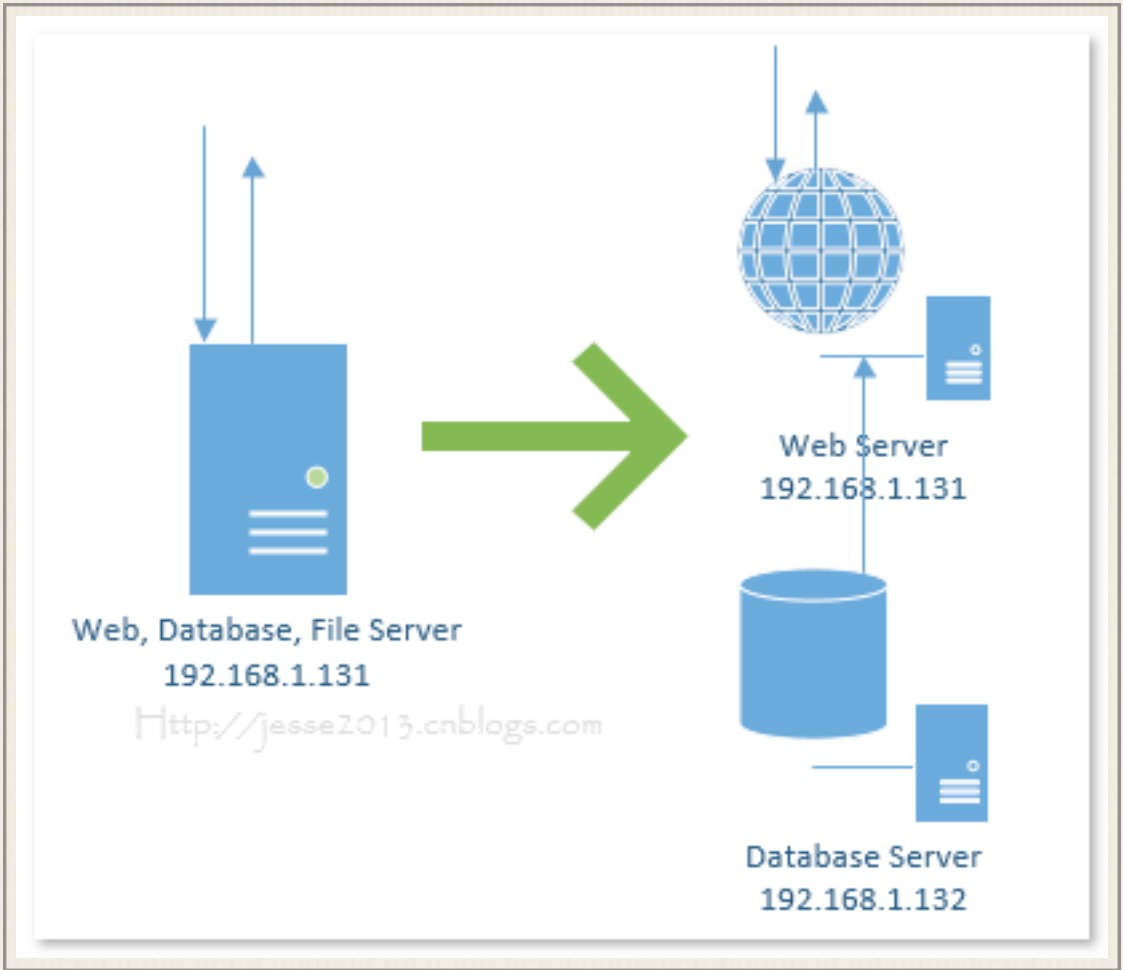 Web, Database, File Server
192.168.1.131
Http://jesse2013.cnblogs.com
Web Server
192.168.1.131
Database Server
192.168.1.132